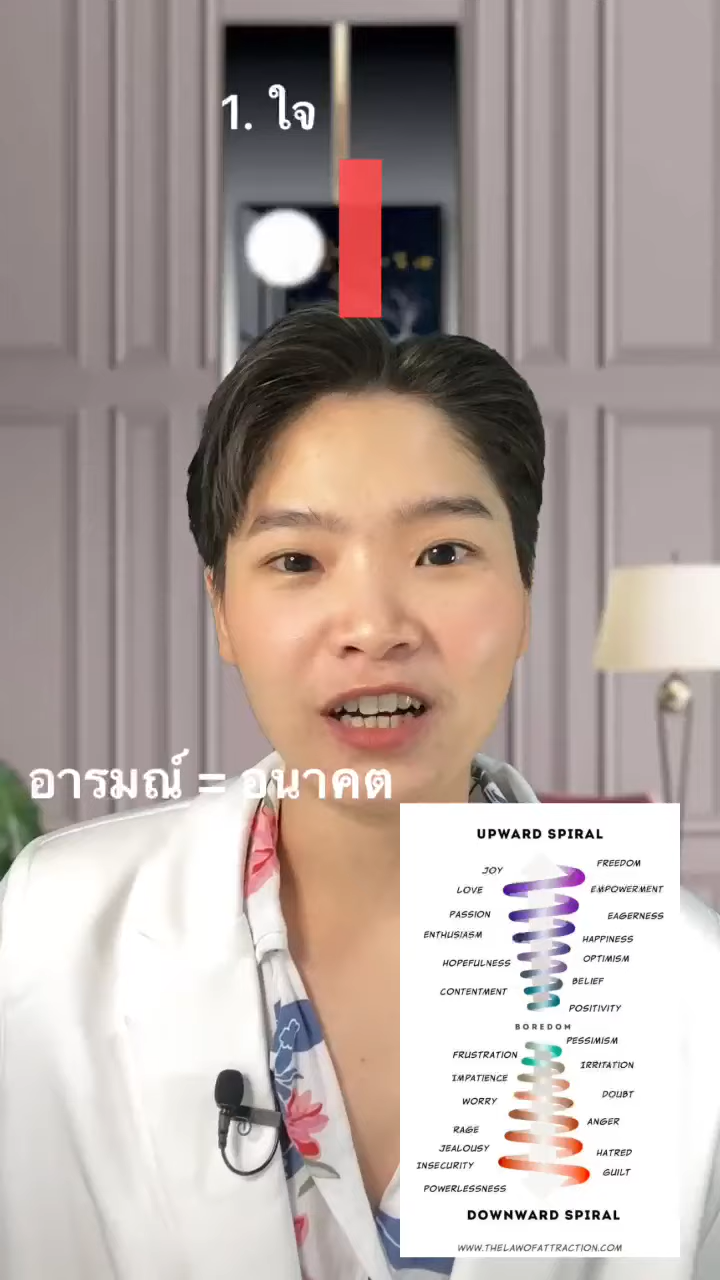 1. ใจ
อารมณ์ = อนาคต
UPWARD SPIRAL
JOY
FREEDOM
LOVE
EMPOWERMENT
PASSION
EAGERNESS
ENTHUSIASM
HAPPINESS
HOPEFULNESS
OPTIMISM
BELIEF
CONTENTMENT
POSITIVITY
BOREDOM
PESSIMISM
FRUSTRATION
IRRITATION
IMPATIENCE
DOUBT
WORRY
ANGER
RAGE
JEALOUSY
HATRED
INSECURITY
GUILT
POWERLESSNESS
DOWNWARD SPIRAL
WWW.THELAWOFATTRACTION.COM